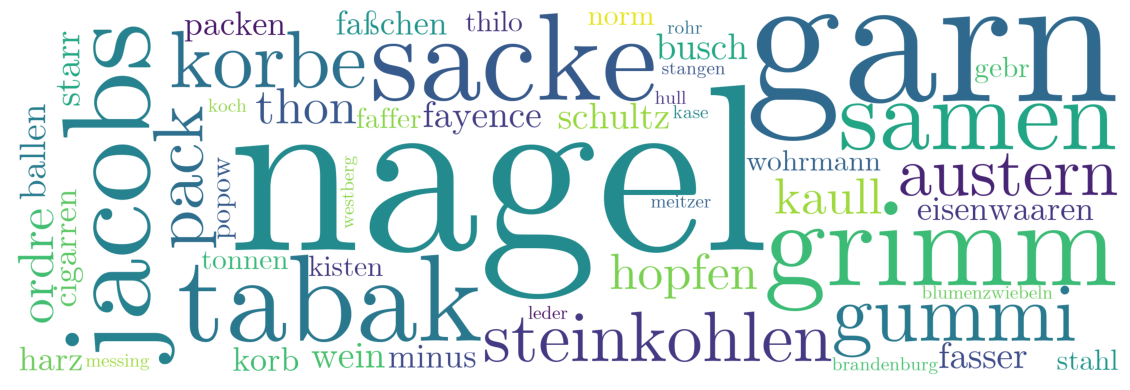 packen
faßchen
thilo
norm
garn
starr
jacobs
korbe
sacke
rohr
busch
stangen
gebr
koch
thon
faffer
fayence
schultz
hull
kase
samen
ballen
pack
popow
westberg
nagel
meitzer
wohrmann
austern
kaull
eisenwaaren
ordre
cigarren
tonnen
kisten
tabak
hopfen
grimm
blumenzwiebeln
leder
steinkohlen
gummi
harz
messing
korb
wein
minus
brandenburg
fasser
stahl